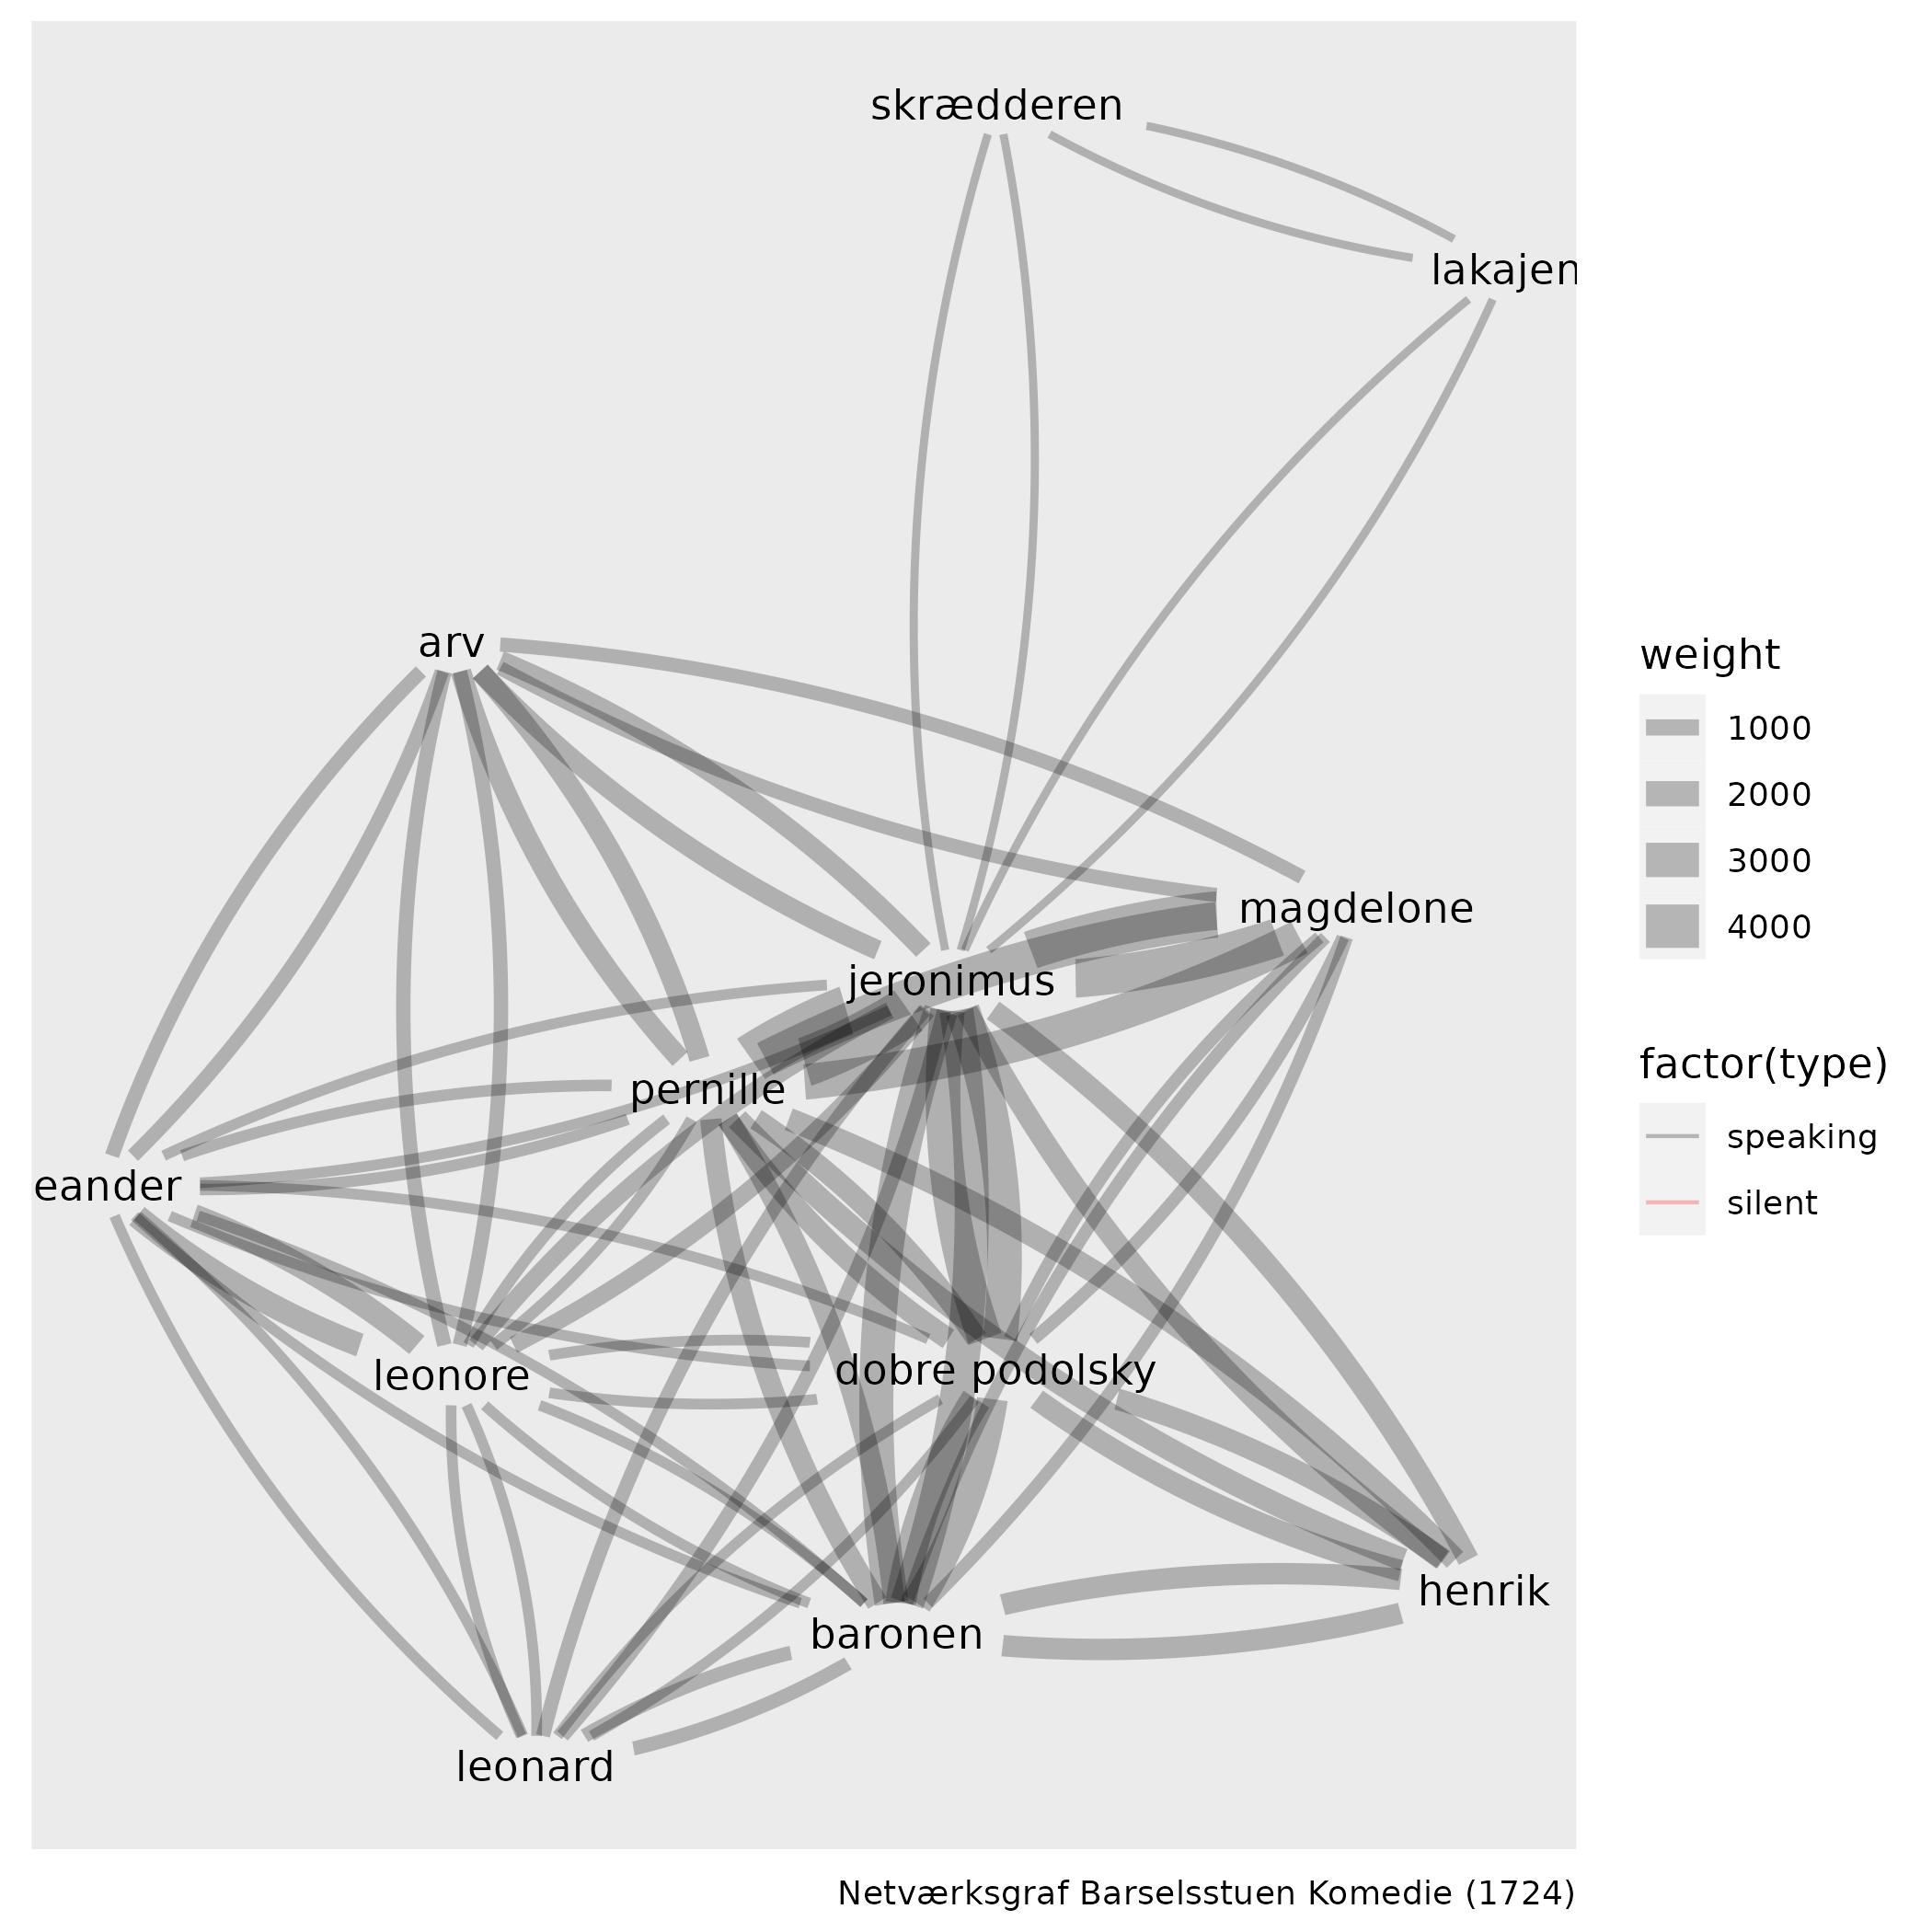 skrædderen
lakajen
arv
magdelone
jeronimus
pernille
eander
leonore
dobre podolsky
henrik
baronen
leonard
weight
1000
2000
3000
4000
factor(type)
speaking
silent
Netværksgraf Barselsstuen Komedie (1724)